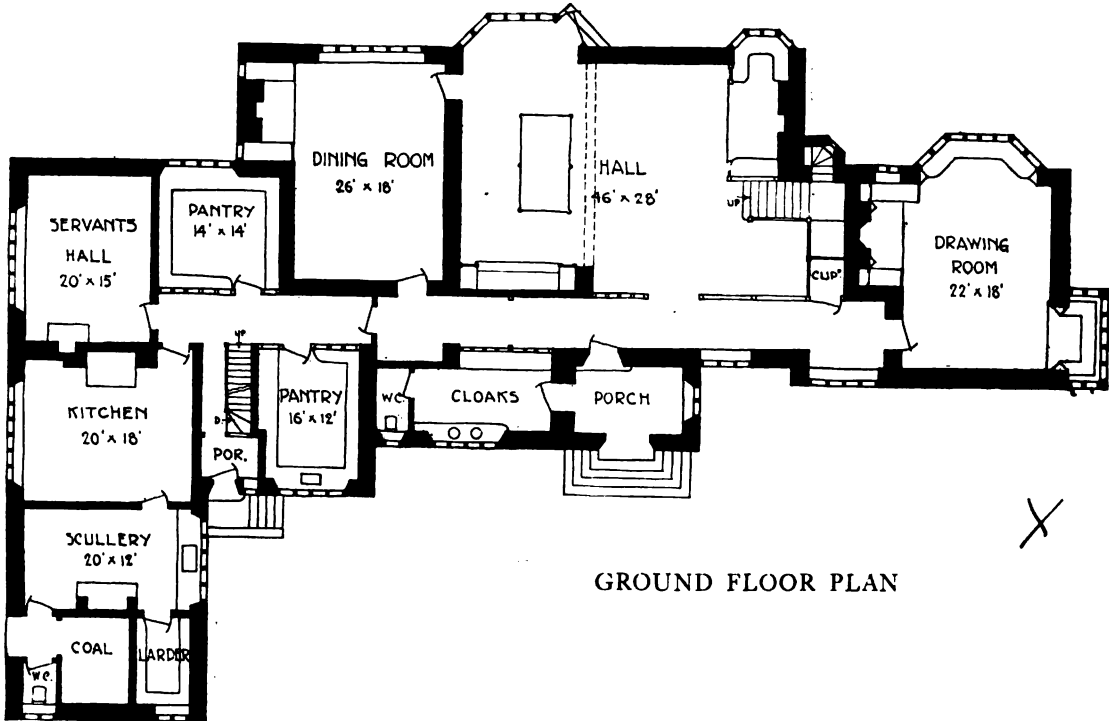 DINING ROOM
26' x 18'
HALL
46' x 28'
UP
PANTRY
14' x 14'
SERVANTS
HALL
20' x 15'
DRAWING
ROOM
22' x 18'
CUPD
UP
KITCHEN
20' x 18'
D.
PANTRY
16' x 12'
W.C.
CLOAKS
PORCH
POR.
SCULLERY
20' x 12'
COAL
LARDER
W.C.
X
GROUND FLOOR PLAN